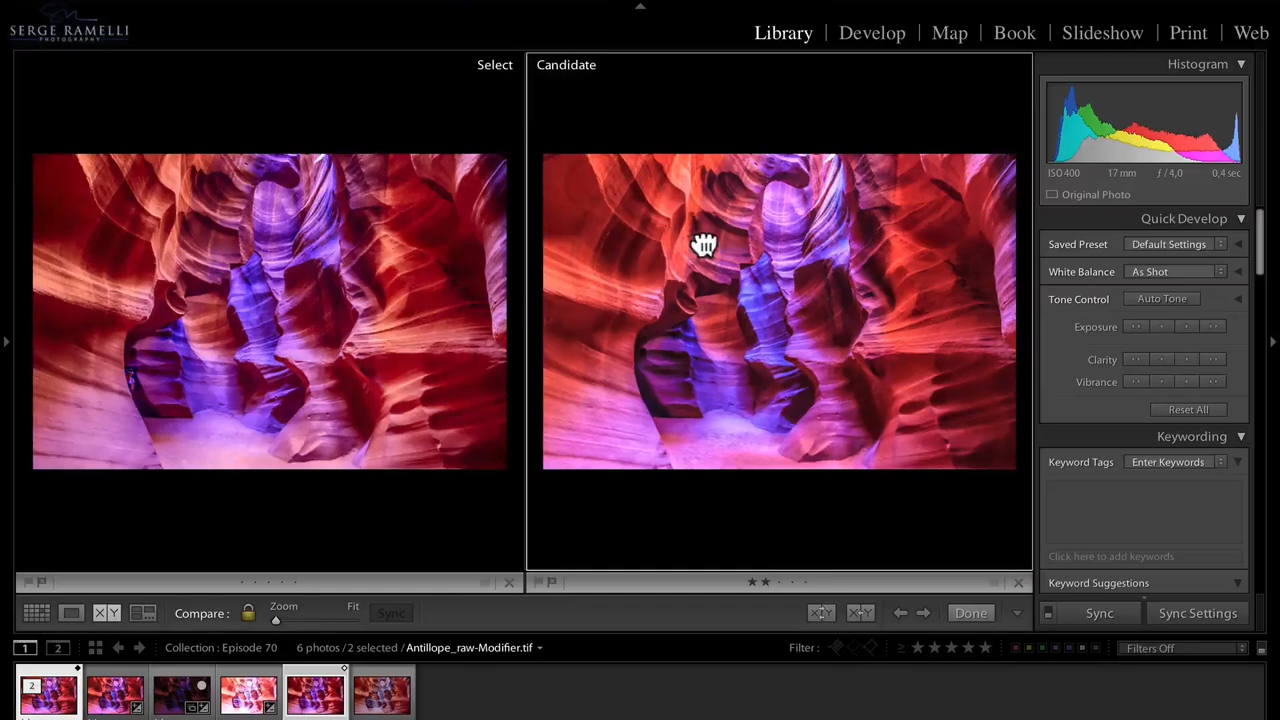 SERGE RAMELLI
PHOTOGRAPHY
Library | Develop | Map | Book | Slideshow | Print | Web
Select
Candidate
Histogram
ISO 400 17 mm ƒ / 4,0 0,4 sec
Original Photo
Quick Develop
Saved Preset Default Settings
White Balance As Shot
Tone Control Auto Tone
Exposure
Clarity
Vibrance
Reset All
Keywording
Keyword Tags Enter Keywords
Click here to add keywords
Keyword Suggestions
X Y Compare : Zoom Fit Sync Done Sync Sync Settings
1 2 Collection : Episode 70 6 photos / 2 selected / Antillope_raw-Modifier.tif Filter : Filters Off
2